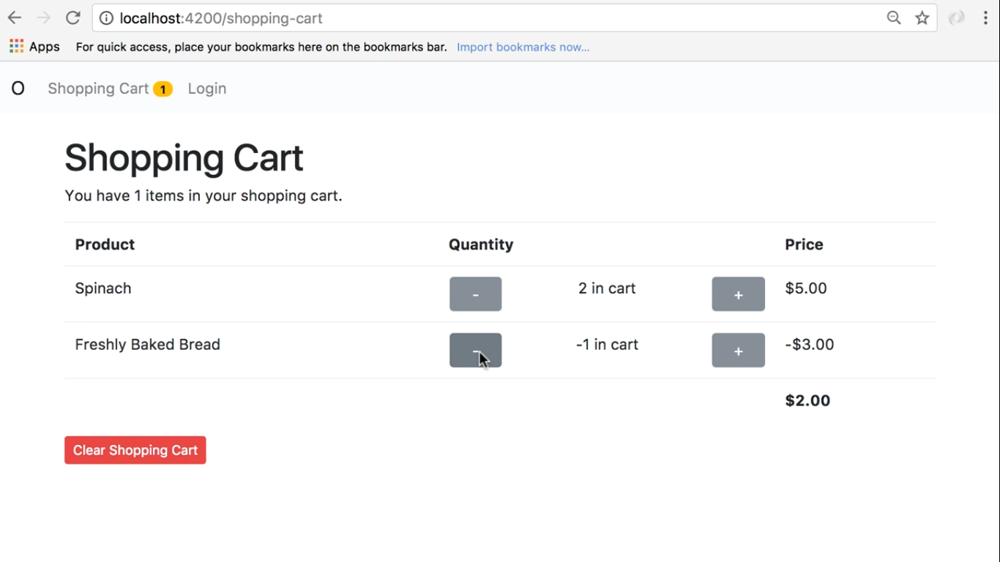 localhost:4200/shopping-cart
Apps For quick access, place your bookmarks here on the bookmarks bar. Import bookmarks now...
O Shopping Cart 1 Login
Shopping Cart
You have 1 items in your shopping cart.
Product Quantity Price
Spinach - 2 in cart + $5.00
Freshly Baked Bread - -1 in cart + -$3.00
$2.00
Clear Shopping Cart